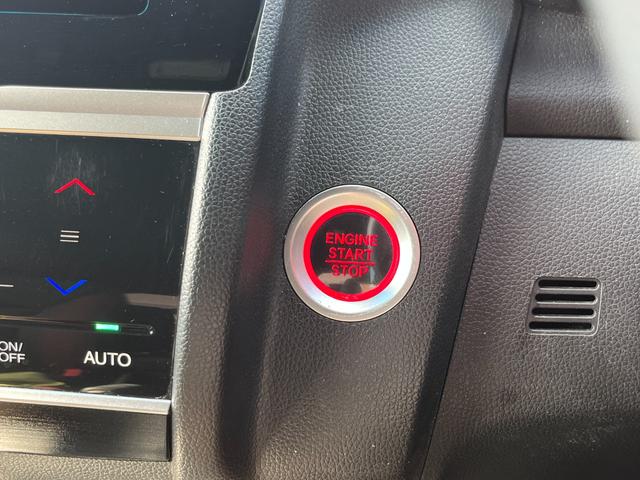 ENGINE
START
STOP
ON/
OFF
AUTO